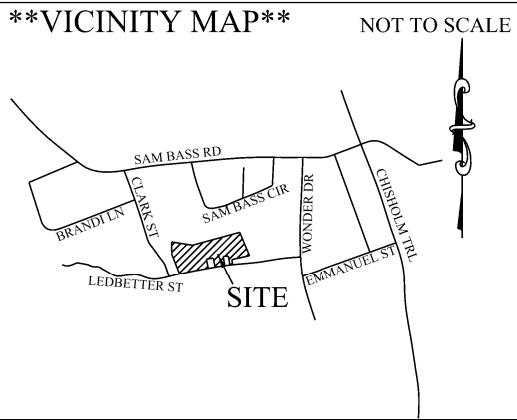 **VICINITY MAP**
NOT TO SCALE
SAM BASS RD
CLARK ST
BRANDI LN
SAM BASS CIR
WONDER DR
CHISHOLM TRL
EMMANUEL ST
LEDBETTER ST
SITE